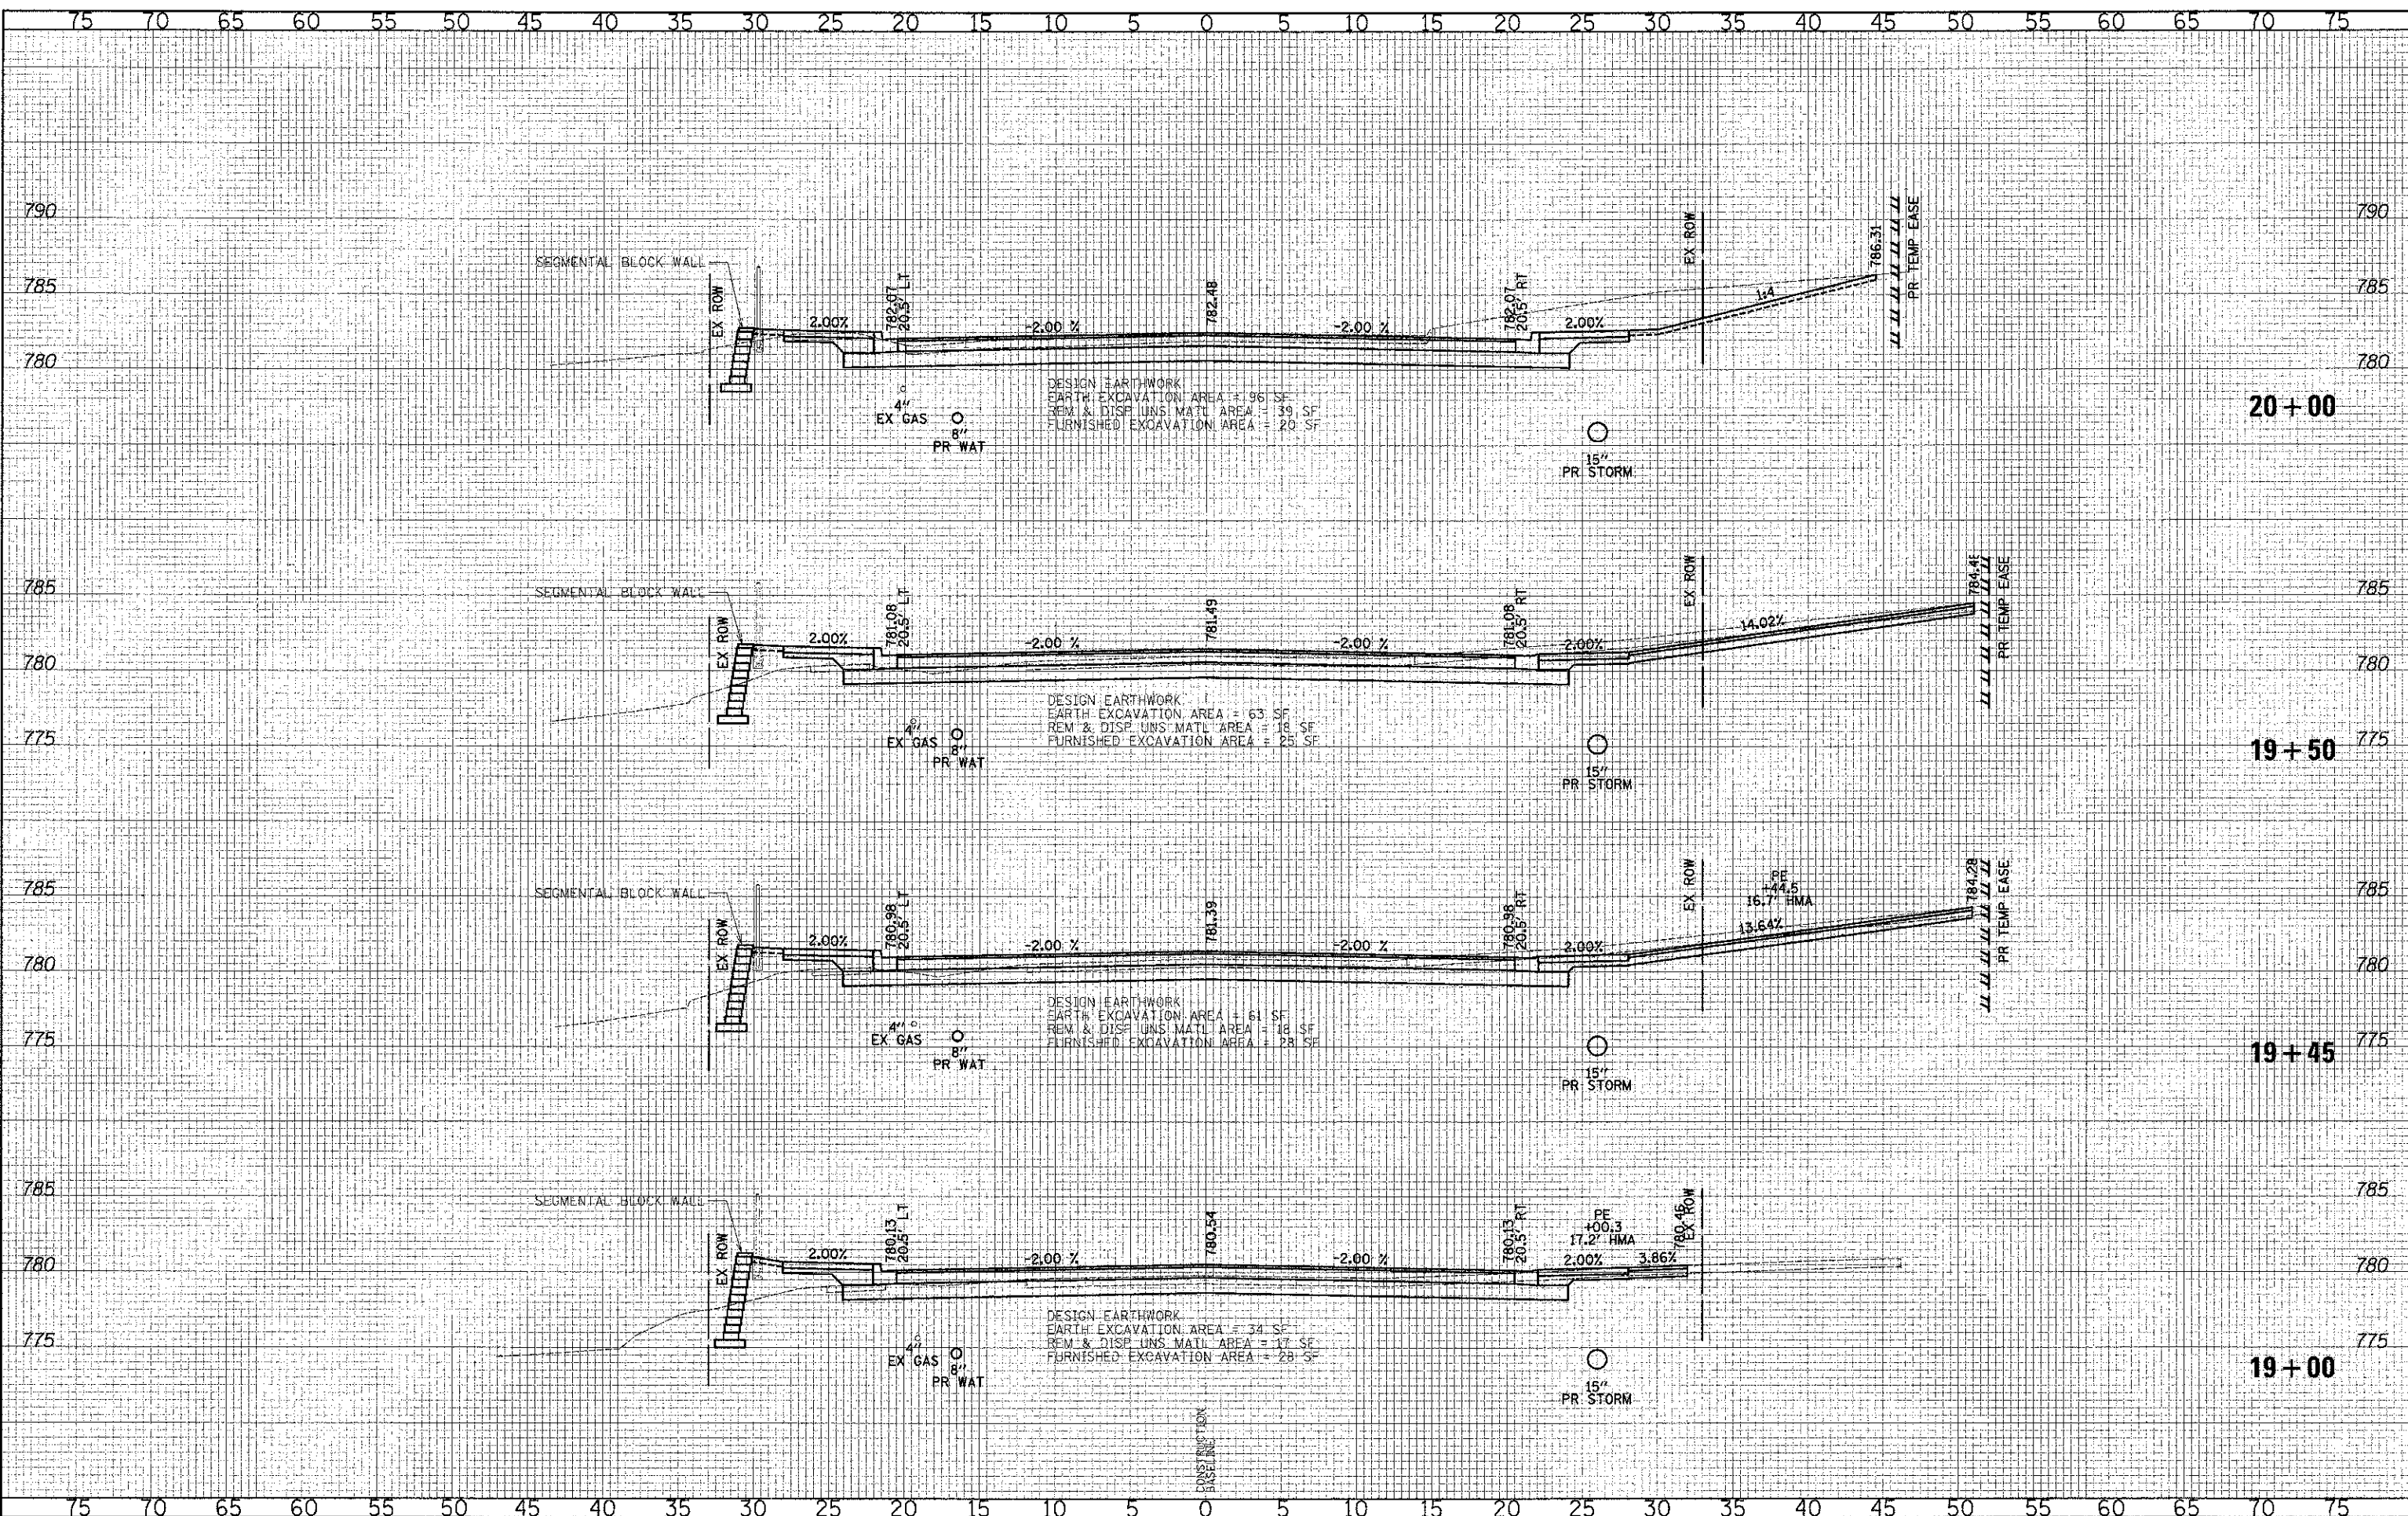 75 70 65 60 55 50 45 40 35 30 25 20 15 10 5 0 5 10 15 20 25 30 35 40 45 50 55 60 65 70 75
790
785
780
SEGMENTAL BLOCK WALL
EX ROW
2.00%
782.07
20.5' LT
-2.00 %
782.48
-2.00 %
782.07
20.5' RT
2.00%
EX ROW
1:4
786.31
PR TEMP EASE
790
785
780
4"
EX GAS
8"
PR WAT
DESIGN EARTHWORK
EARTH EXCAVATION AREA = 96 SF
REM & DISP UNS MATL AREA = 39 SF
FURNISHED EXCAVATION AREA = 20 SF
15"
PR STORM
20+00
785
780
775
SEGMENTAL BLOCK WALL
EX ROW
2.00%
781.08
20.5' LT
-2.00 %
781.49
-2.00 %
781.08
20.5' RT
2.00%
EX ROW
14.02%
PR TEMP EASE
785
780
775
4"
EX GAS
8"
PR WAT
DESIGN EARTHWORK
EARTH EXCAVATION AREA = 63 SF
REM & DISP UNS MATL AREA = 18 SF
FURNISHED EXCAVATION AREA = 25 SF
15"
PR STORM
19+50
785
780
775
SEGMENTAL BLOCK WALL
EX ROW
2.00%
780.98
20.5' LT
-2.00 %
781.39
-2.00 %
780.98
20.5' RT
2.00%
EX ROW
PE
+44.5
16.7' HMA
13.64%
784.28
PR TEMP EASE
785
780
775
4"
EX GAS
8"
PR WAT
DESIGN EARTHWORK
EARTH EXCAVATION AREA = 61 SF
REM & DISP UNS MATL AREA = 18 SF
FURNISHED EXCAVATION AREA = 28 SF
15"
PR STORM
19+45
785
780
775
SEGMENTAL BLOCK WALL
EX ROW
2.00%
780.13
20.5' LT
-2.00 %
780.54
-2.00 %
780.13
20.5' RT
PE
+00.3
17.2' HMA
2.00%
3.86%
780.46
EX ROW
785
780
775
4"
EX GAS
8"
PR WAT
DESIGN EARTHWORK
EARTH EXCAVATION AREA = 34 SF
REM & DISP UNS MATL AREA = 17 SF
FURNISHED EXCAVATION AREA = 28 SF
15"
PR STORM
19+00
CONSTRUCTION
BASELINE
75 70 65 60 55 50 45 40 35 30 25 20 15 10 5 0 5 10 15 20 25 30 35 40 45 50 55 60 65 70 75